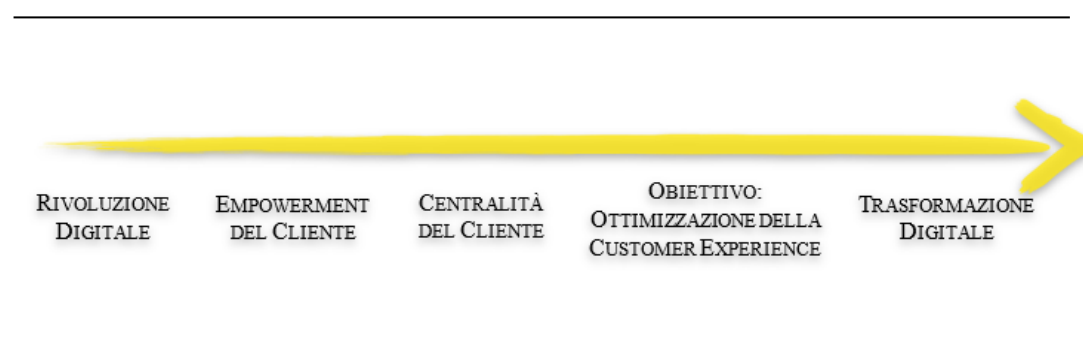 RIVOLUZIONE
DIGITALE
EMPOWERMENT
DEL CLIENTE
CENTRALITÀ
DEL CLIENTE
OBIETTIVO:
OTTIMIZZAZIONE DELLA
CUSTOMER EXPERIENCE
TRASFORMAZIONE
DIGITALE